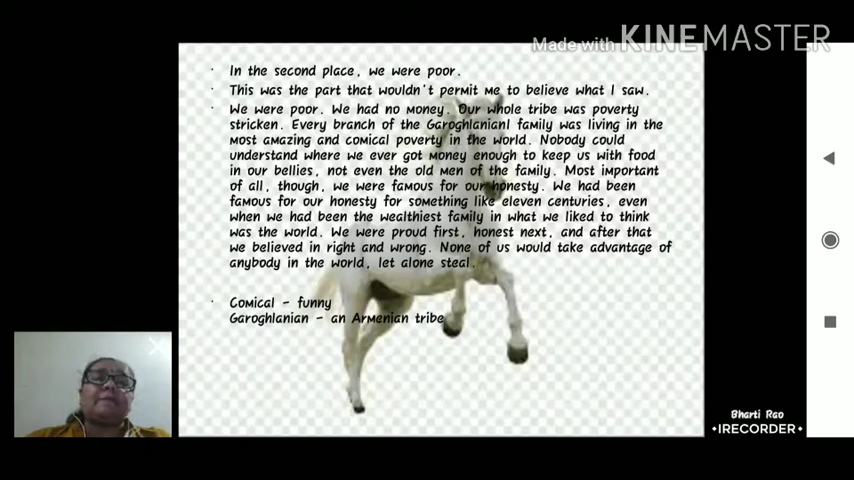 Made with KINEMASTER
· In the second place, we were poor.
· This was the part that wouldn't permit me to believe what I saw.
· We were poor. We had no money. Our whole tribe was poverty
stricken. Every branch of the Garoghlanianl family was living in the
most amazing and comical poverty in the world. Nobody could
understand where we ever got money enough to keep us with food
in our bellies, not even the old men of the family. Most important
of all, though, we were famous for our honesty. We had been
famous for our honesty for something like eleven centuries, even
when we had been the wealthiest family in what we liked to think
was the world. We were proud first, honest next, and after that
we believed in right and wrong. None of us would take advantage of
anybody in the world, let alone steal.
· Comical - funny
Garoghlanian - an Armenian tribe
Bharti Rao
IRECORDER